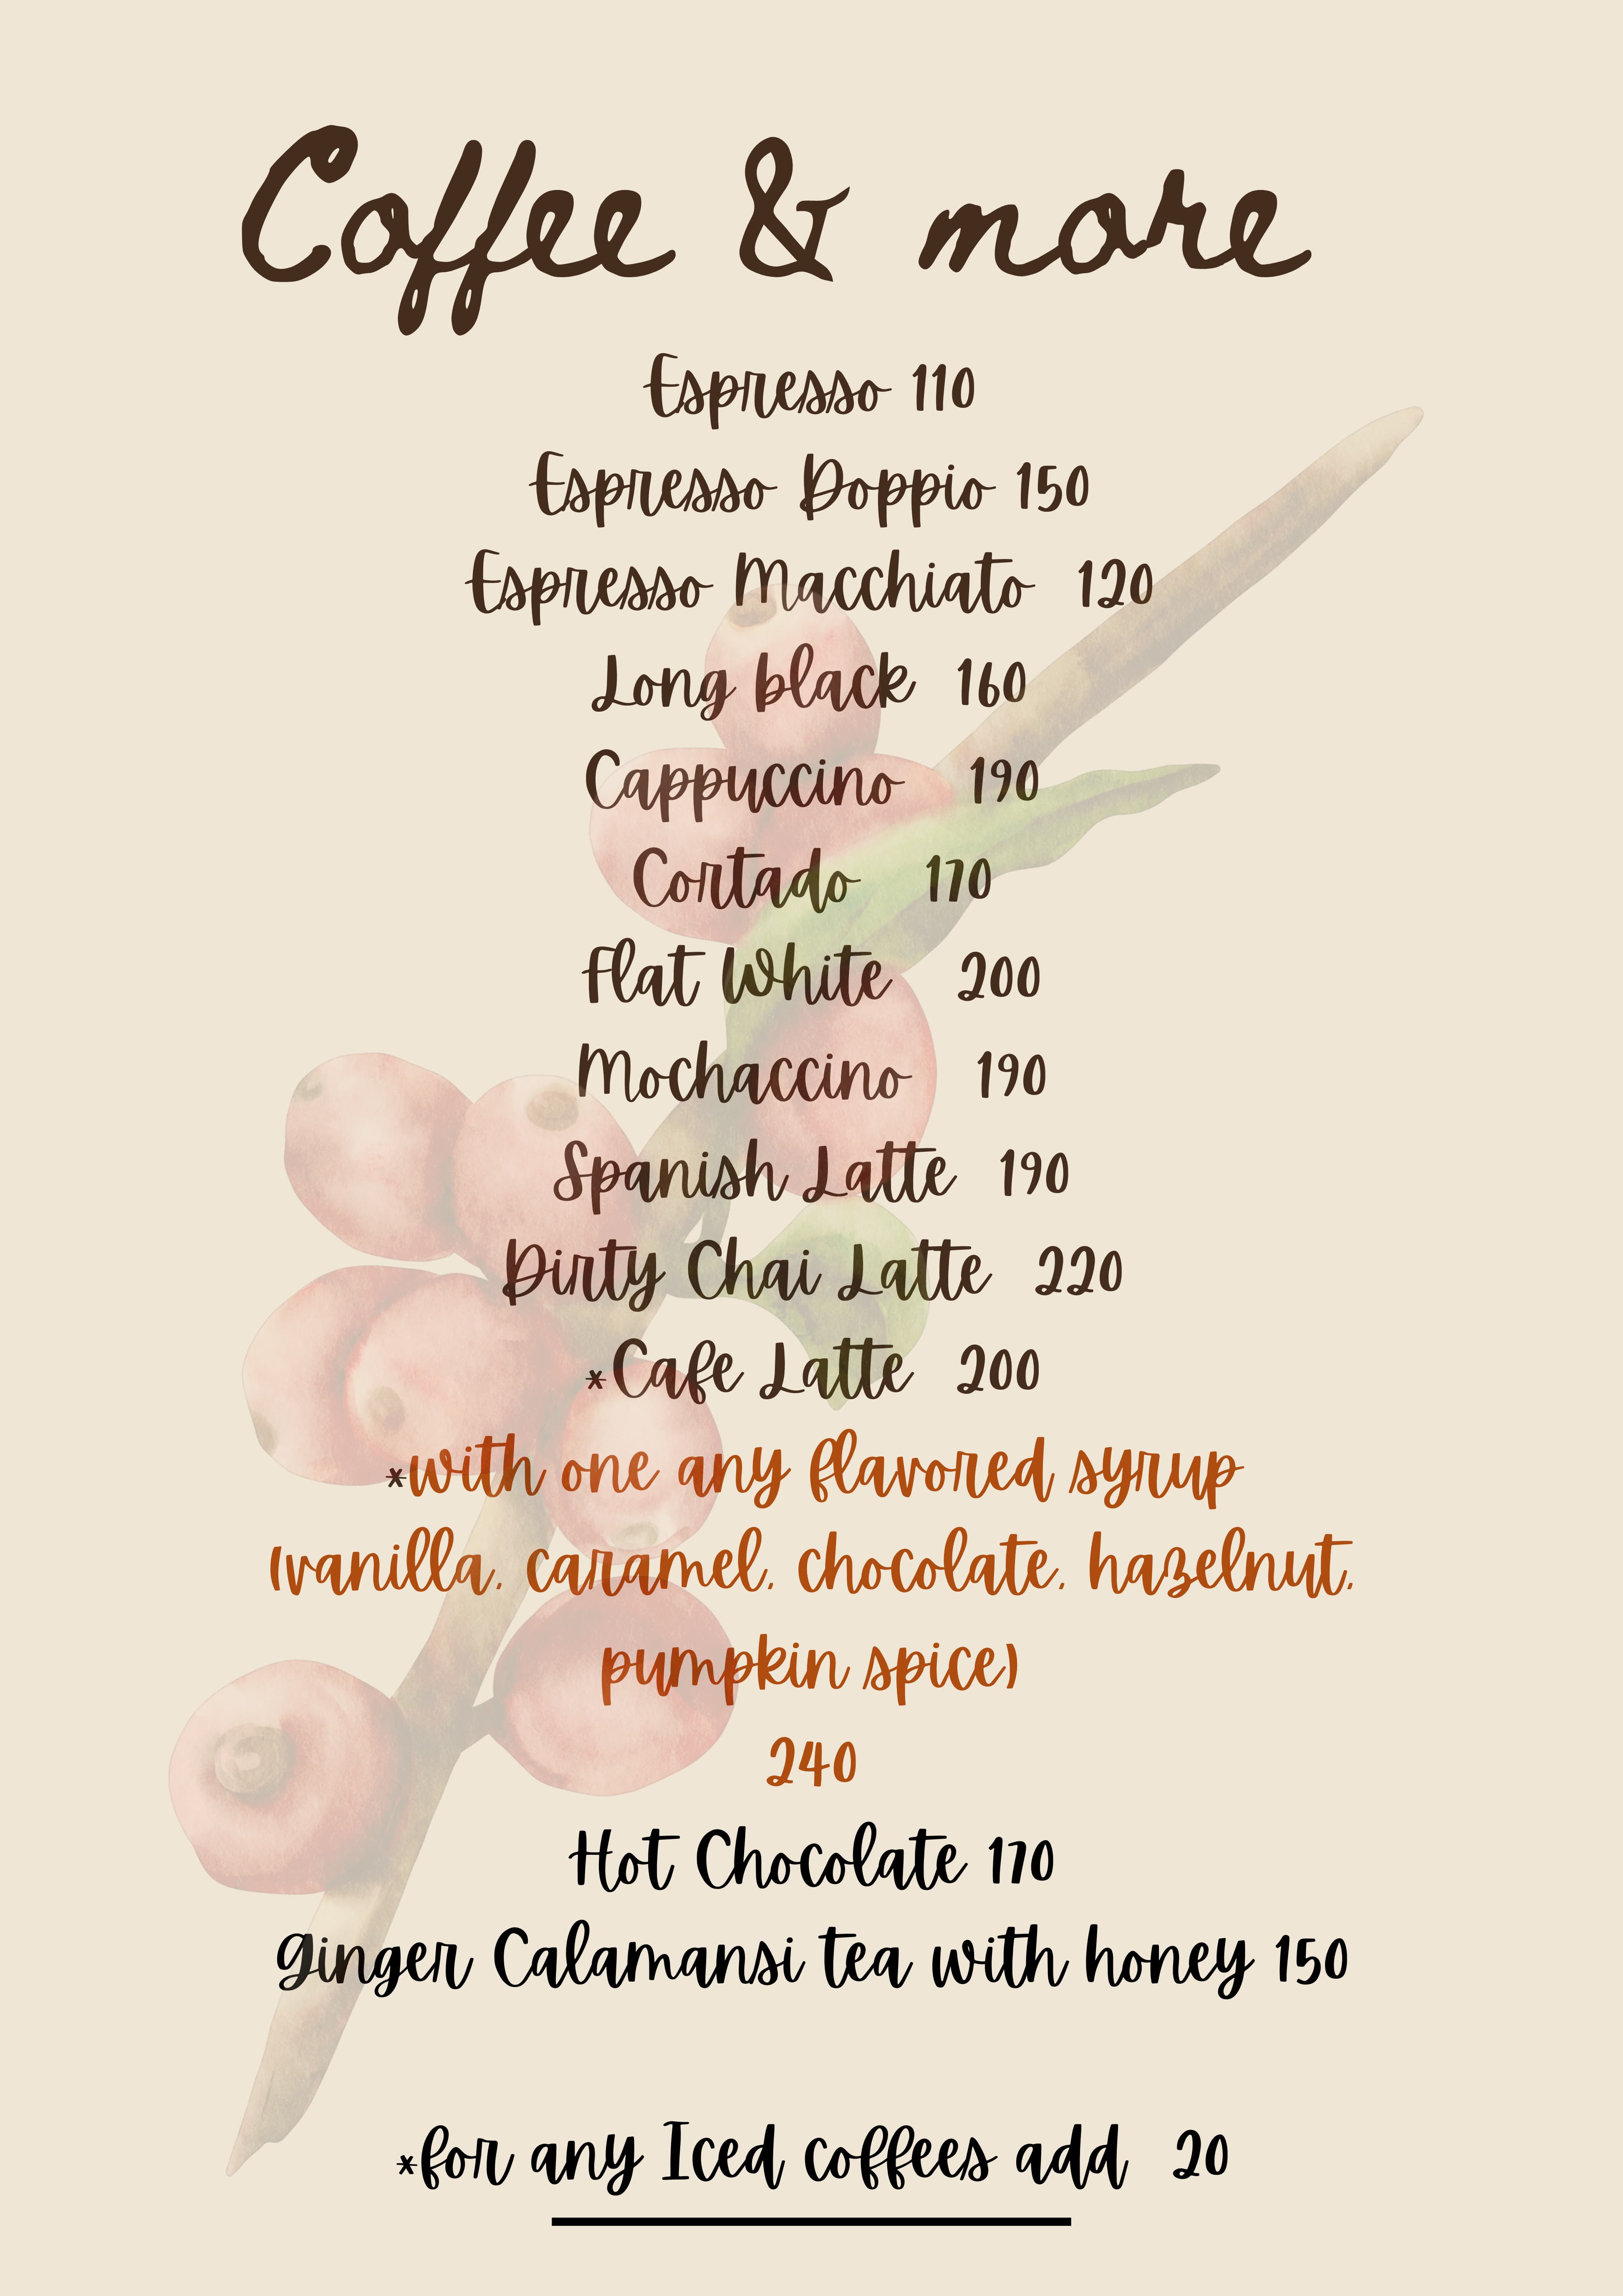 Coffee & more
Espresso 110
Espresso Doppio 150
Espresso Macchiato 120
Long black 160
Cappuccino 190
Cortado 170
Flat White 200
Mochaccino 190
Spanish Latte 190
Dirty Chai Latte 220
*Cafe Latte 200
*with one any flavored syrup
(vanilla, caramel, chocolate, hazelnut,
pumpkin spice)
240
Hot Chocolate 170
Ginger Calamansi tea with honey 150
*for any Iced coffees add 20